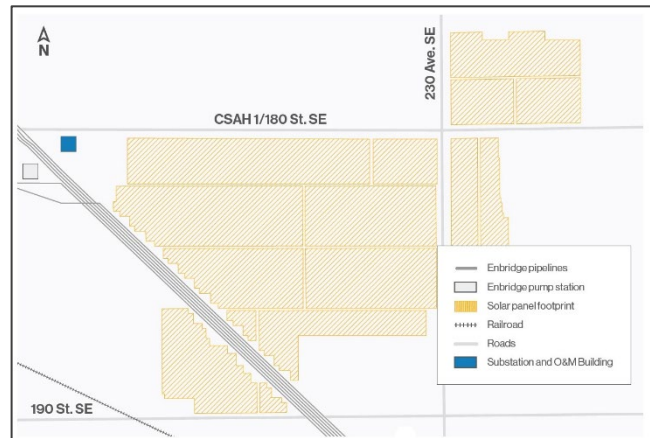 N
230 Ave. SE
CSAH 1/180 St. SE
Enbridge pipelines
Enbridge pump station
Solar panel footprint
Railroad
Roads
Substation and O&M Building
190 St. SE